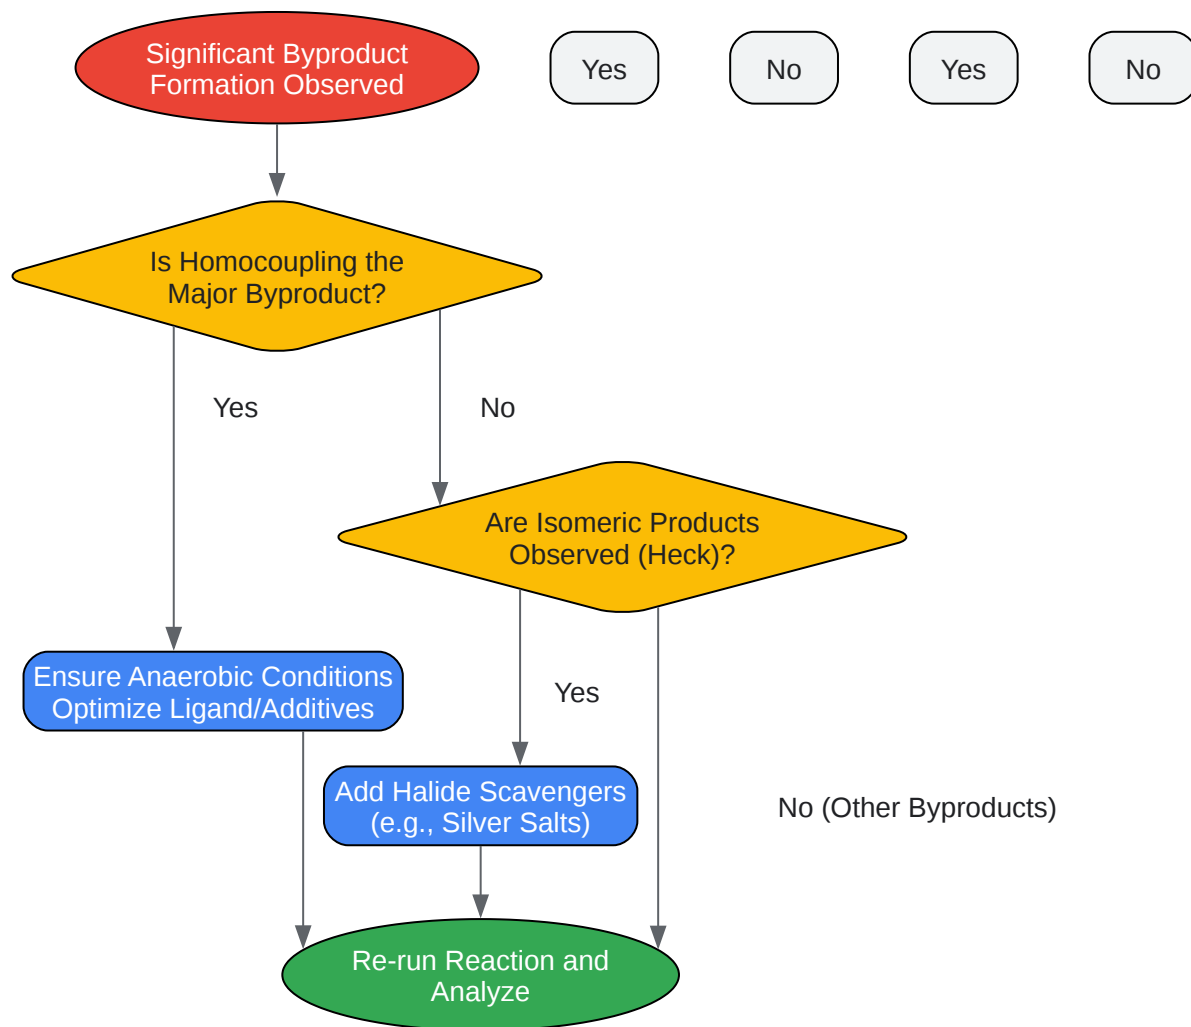 Significant Byproduct
Formation Observed
Yes
No
Yes
No
Is Homocoupling the
Major Byproduct?
Yes
No
Are Isomeric Products
Observed (Heck)?
Ensure Anaerobic Conditions
Optimize Ligand/Additives
Yes
Add Halide Scavengers
(e.g., Silver Salts)
No (Other Byproducts)
Re-run Reaction and
Analyze